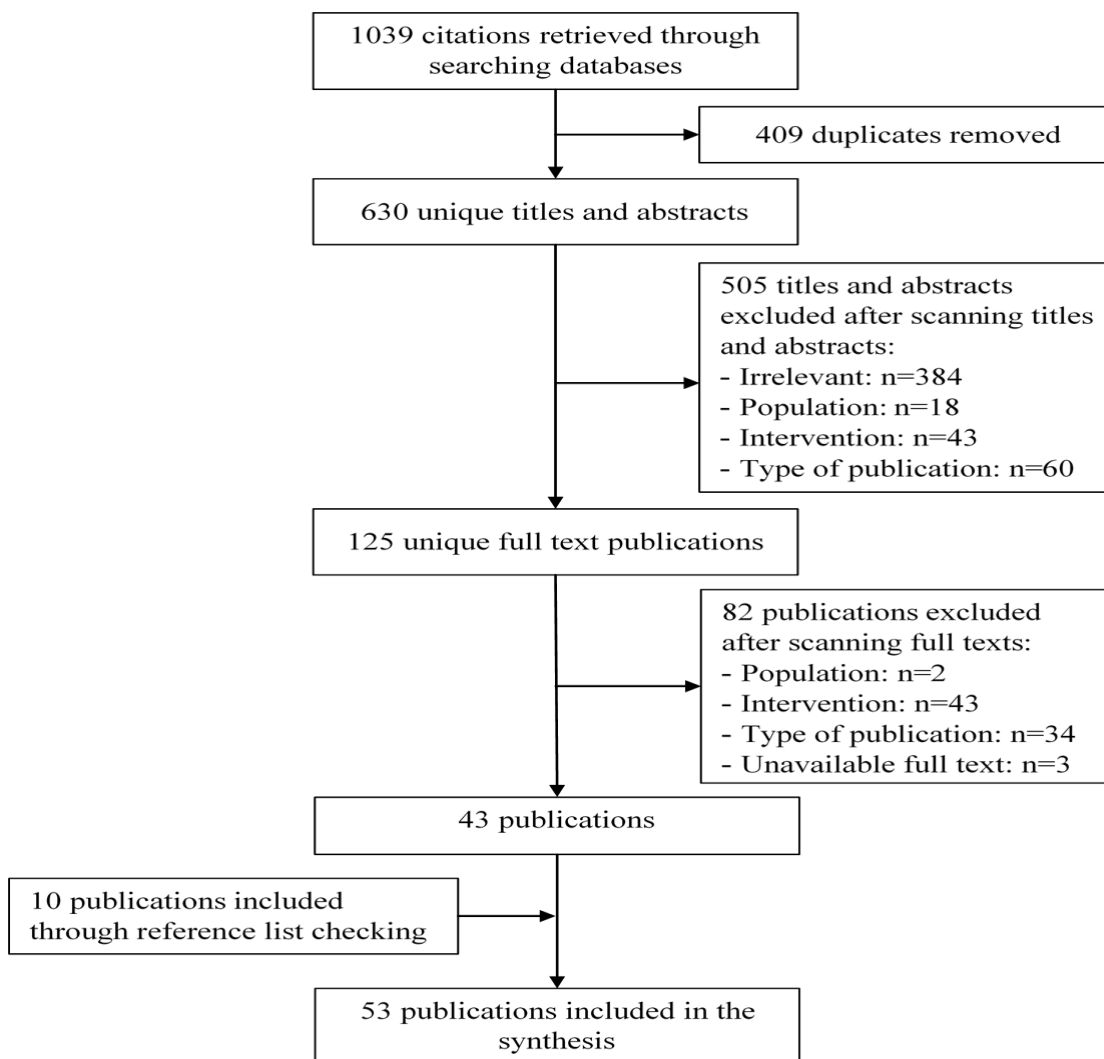 1039 citations retrieved through
searching databases
409 duplicates removed
630 unique titles and abstracts
505 titles and abstracts
excluded after scanning titles
and abstracts:
- Irrelevant: n=384
- Population: n=18
- Intervention: n=43
- Type of publication: n=60
125 unique full text publications
82 publications excluded
after scanning full texts:
- Population: n=2
- Intervention: n=43
- Type of publication: n=34
- Unavailable full text: n=3
43 publications
10 publications included
through reference list checking
53 publications included in the
synthesis